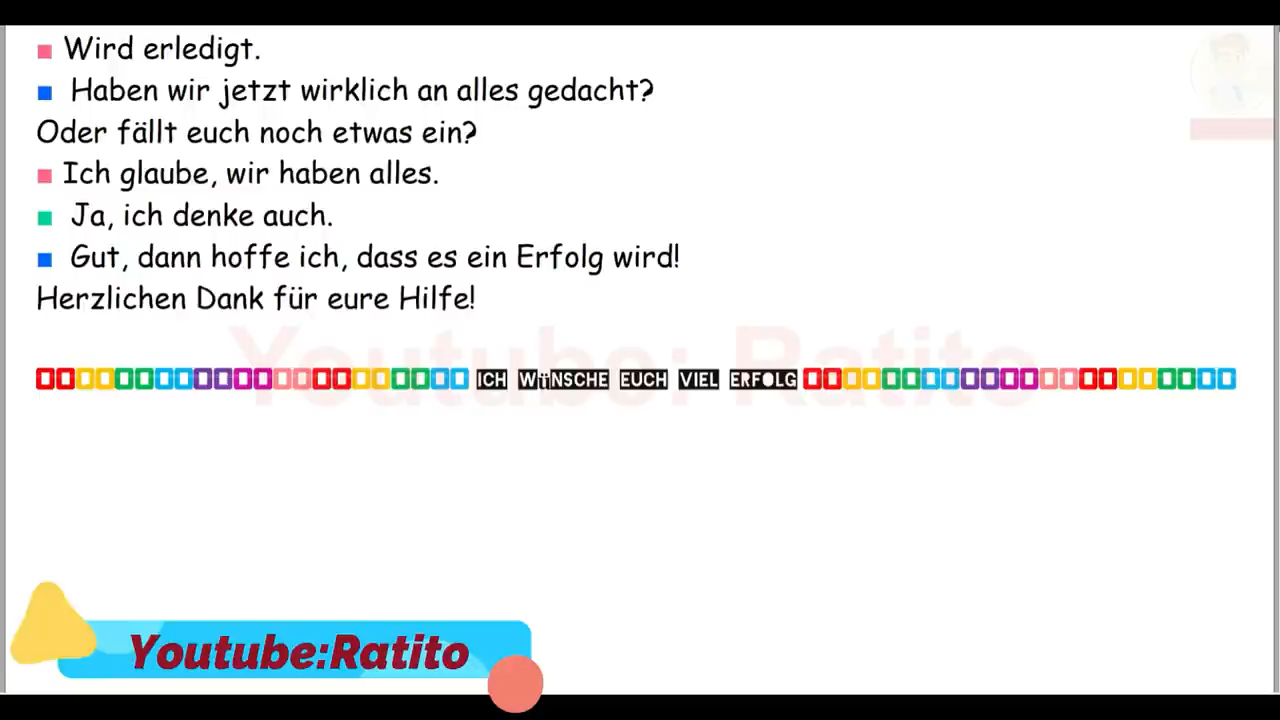 Wird erledigt.
Haben wir jetzt wirklich an alles gedacht?
Oder fällt euch noch etwas ein?
Ich glaube, wir haben alles.
Ja, ich denke auch.
Gut, dann hoffe ich, dass es ein Erfolg wird!
Herzlichen Dank für eure Hilfe!
Youtube: Ratito
ICH WüNSCHE EUCH VIEL ERFOLG
Youtube:Ratito